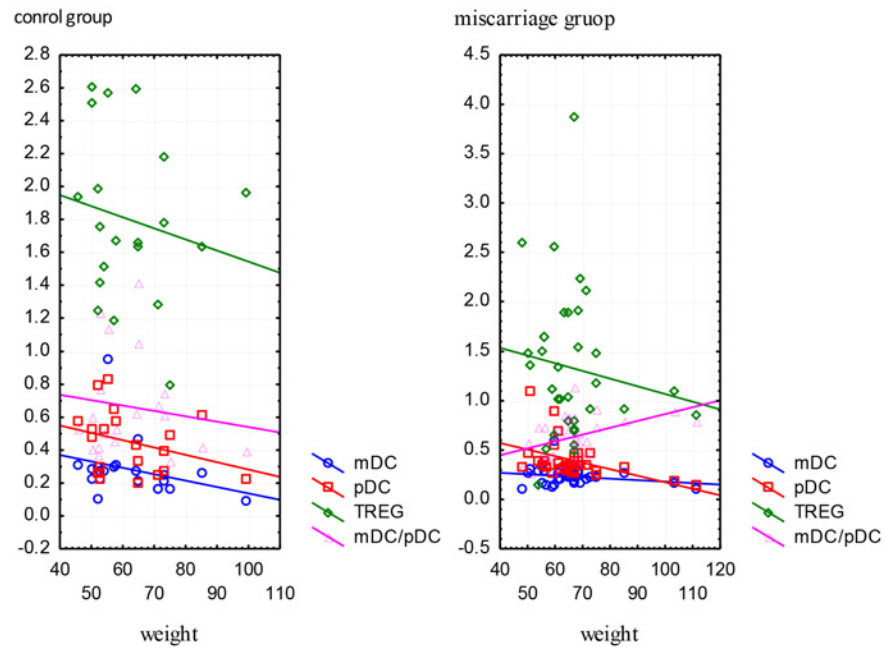 conrol group
miscarriage gruop
2.8
2.6
2.4
2.2
2.0
1.8
1.6
1.4
1.2
1.0
0.8
0.6
0.4
0.2
0.0
-0.2
40 60 80 100
50 70 90 110
weight
mDC
pDC
TREG
mDC/pDC
4.5
4.0
3.5
3.0
2.5
2.0
1.5
1.0
0.5
0.0
-0.5
40 60 80 100 120
50 70 90 110
weight
mDC
pDC
TREG
mDC/pDC